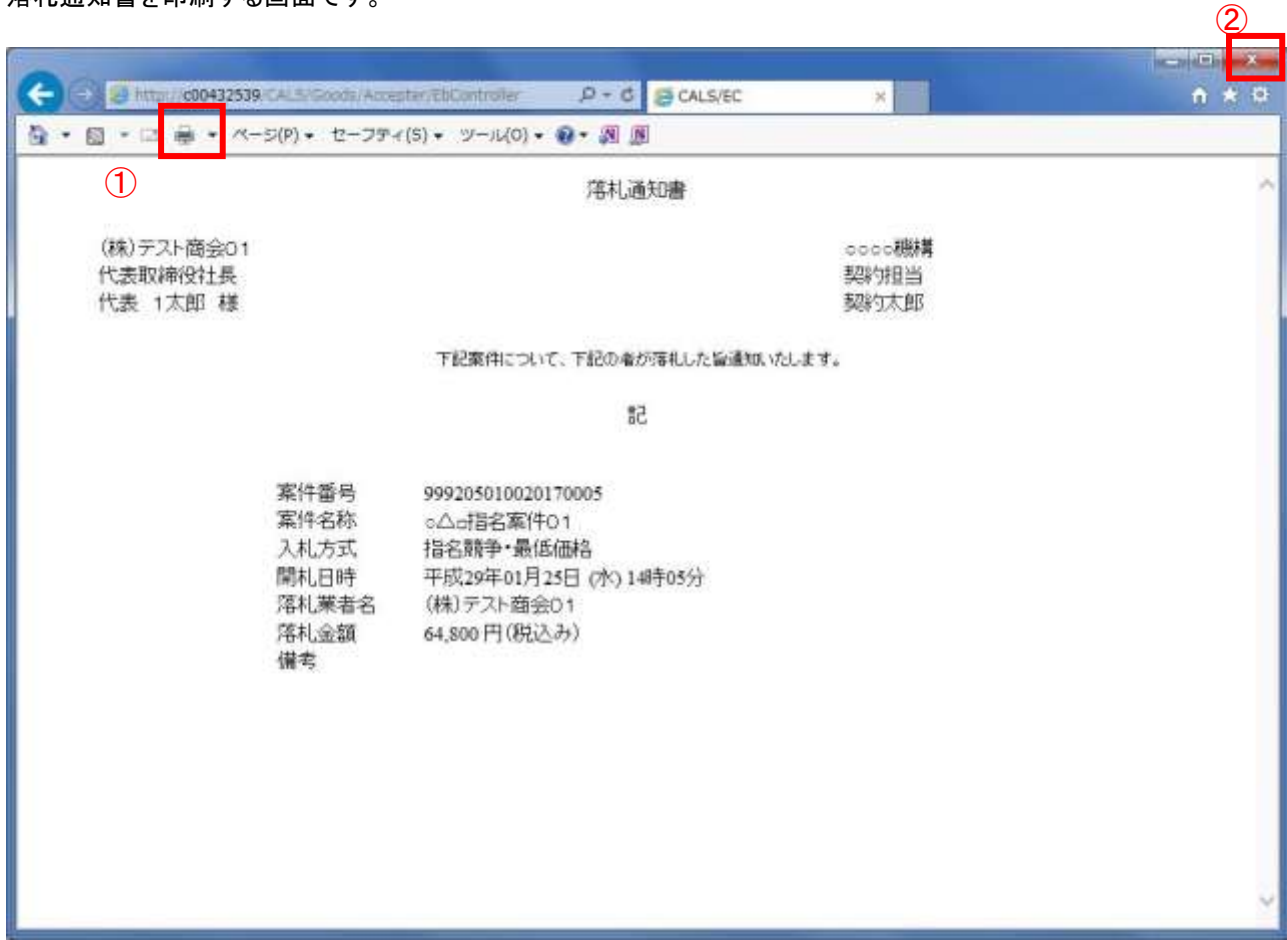 落札通知書を印刷する画面です。
②
http://c00432539/CALS/Goods/Accepter/EbController CALS/EC
ページ(P) セーフティ(S) ツール(O)
①
落札通知書
(株)テスト商会01 ○○○○機構
代表取締役社長 契約担当
代表 1太郎 様 契約太郎
下記案件について、下記の者が落札した旨通知いたします。
記
案件番号 999205010020170005
案件名称 ○△□指名案件01
入札方式 指名競争・最低価格
開札日時 平成29年01月25日 (水) 14時05分
落札業者名 (株)テスト商会01
落札金額 64,800 円(税込み)
備考